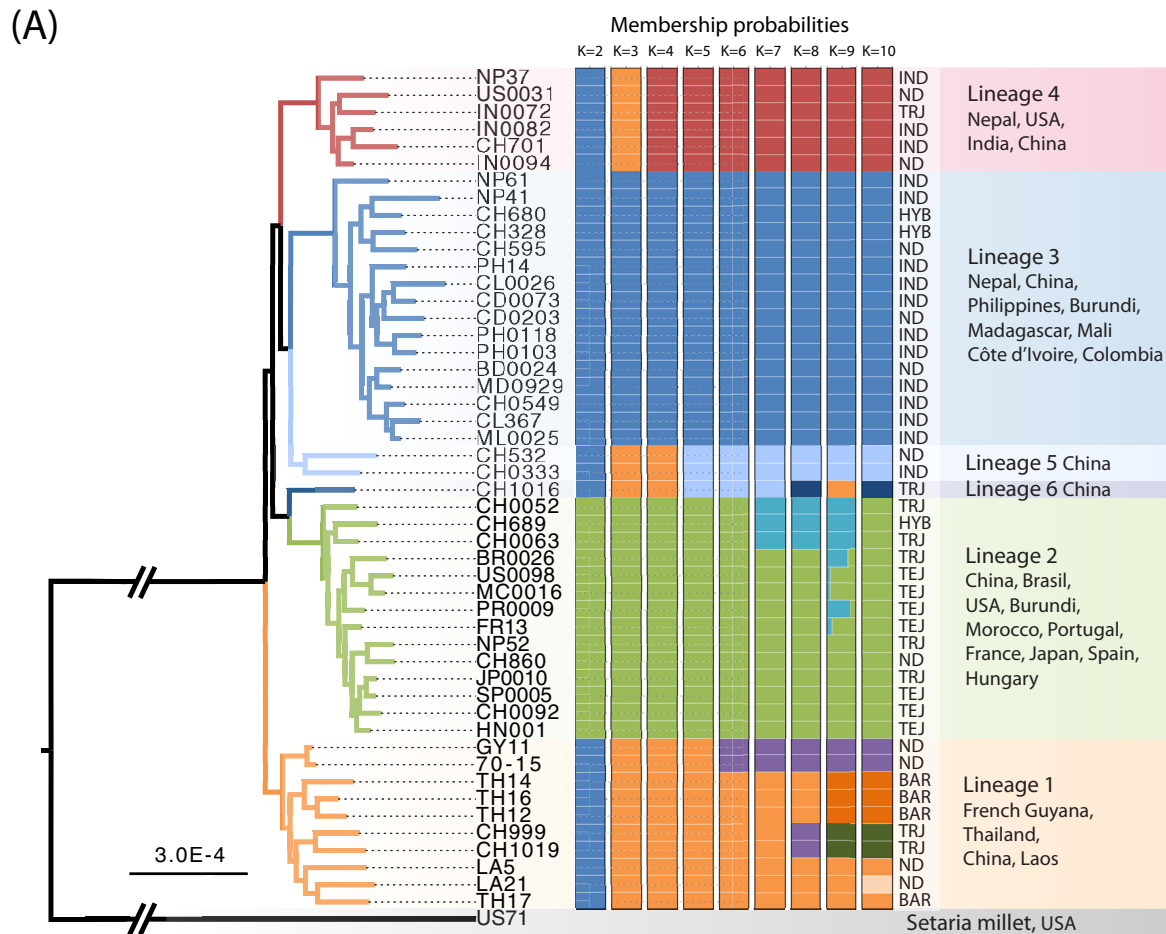 (A)
Membership probabilities
K=2 K=3 K=4 K=5 K=6 K=7 K=8 K=9 K=10
NP37 IND
US0031 ND
IN0072 TRJ
IN0082 IND
CH701 IND
IN0094 ND
Lineage 4
Nepal, USA,
India, China
NP61 IND
NP41 IND
CH680 HYB
CH328 HYB
CH595 ND
PH14 IND
CL0026 IND
CD0073 IND
CD0203 ND
PH0118 IND
PH0103 IND
BD0024 ND
MD0929 IND
CH0549 IND
CL367 IND
ML0025 IND
Lineage 3
Nepal, China,
Philippines, Burundi,
Madagascar, Mali
Côte d’Ivoire, Colombia
CH532 ND
CH0333 IND
Lineage 5 China
CH1016 TRJ
Lineage 6 China
CH0052 TRJ
CH689 HYB
CH0063 TRJ
BR0026 TRJ
US0098 TEJ
MC0016 TEJ
PR0009 TEJ
FR13 TEJ
NP52 TRJ
CH860 ND
JP0010 TRJ
SP0005 TEJ
CH0092 TEJ
HN001 TEJ
Lineage 2
China, Brasil,
USA, Burundi,
Morocco, Portugal,
France, Japan, Spain,
Hungary
GY11 ND
70-15 ND
TH14 BAR
TH16 BAR
TH12 BAR
CH999 TRJ
CH1019 TRJ
LA5 ND
LA21 ND
TH17 BAR
Lineage 1
French Guyana,
Thailand,
China, Laos
3.0E-4
US71
Setaria millet, USA